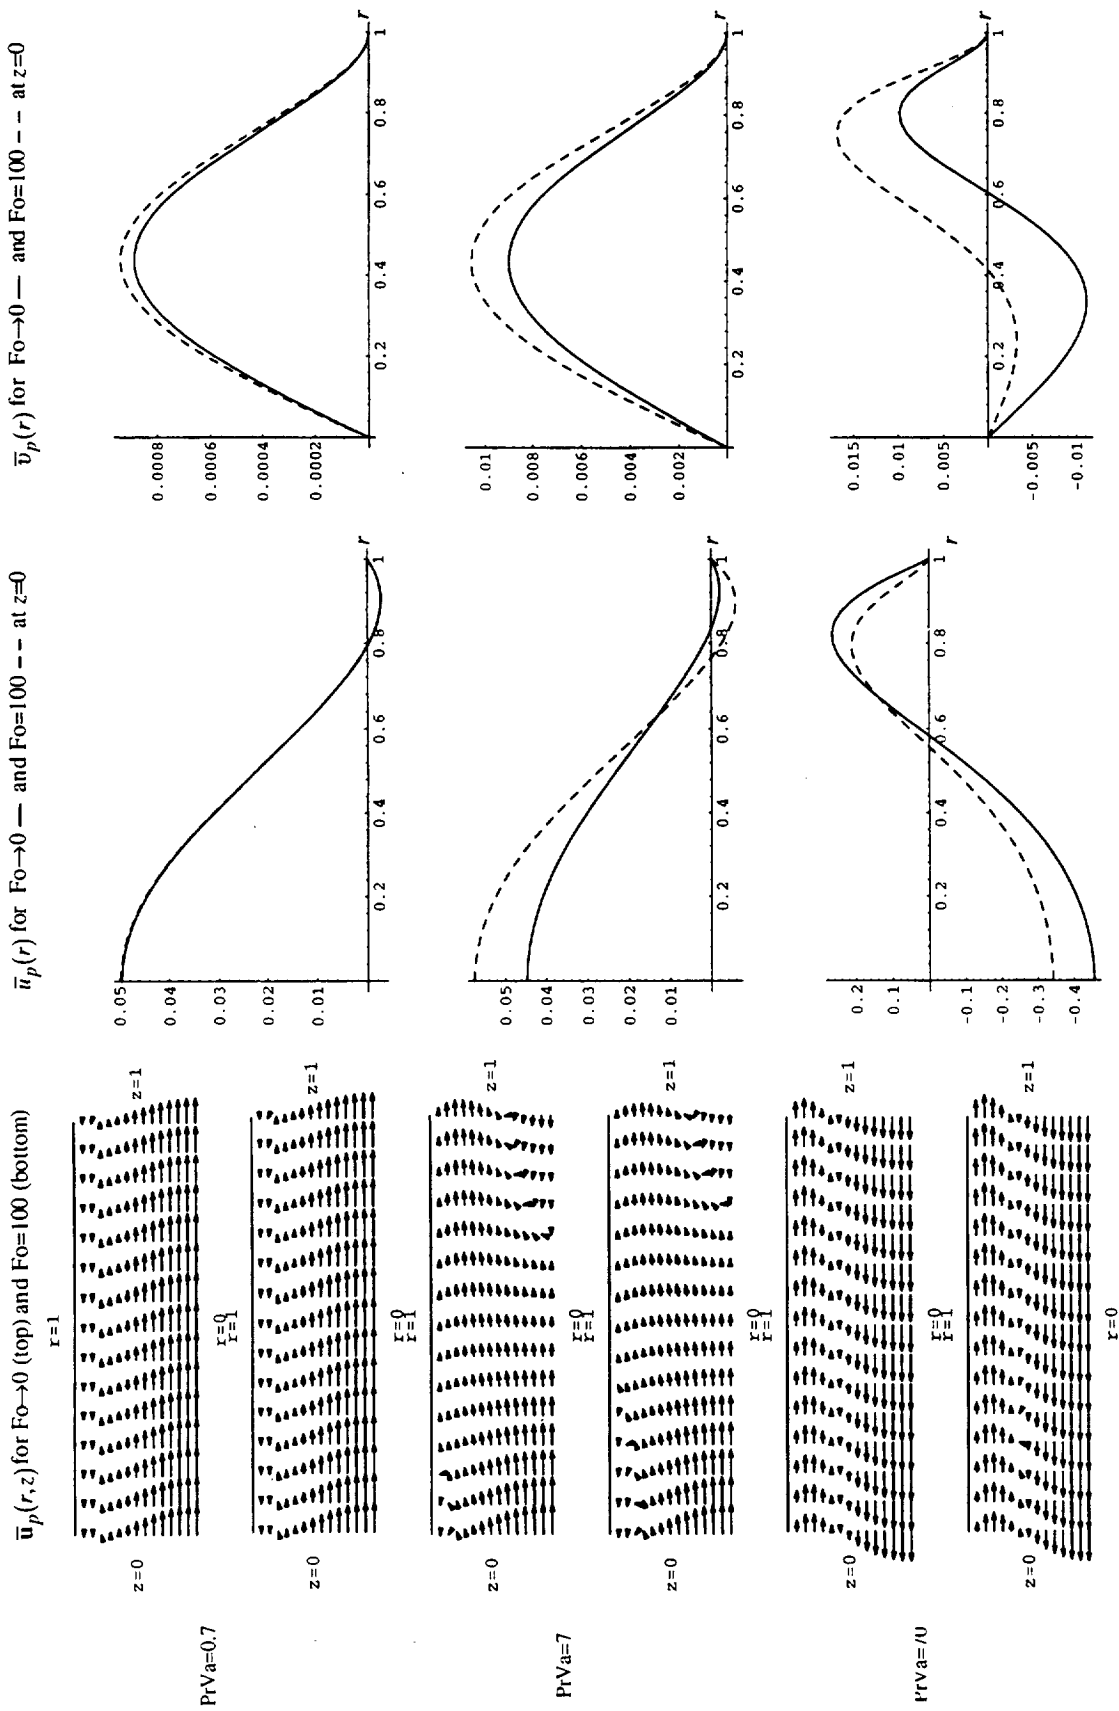 ū_p(r,z) for Fo→0 (top) and Fo=100 (bottom)
ū_p(r) for Fo→0 — and Fo=100 - - at z=0
ῡ_p(r) for Fo→0 — and Fo=100 - - at z=0
PrVa=0.7
r=1
z=0
z=1
r=0
r=1
z=0
z=1
r=0
0.05
0.04
0.03
0.02
0.01
0.2 0.4 0.6 0.8 1 r
0.0008
0.0006
0.0004
0.0002
0.2 0.4 0.6 0.8 1 r
PrVa=7
r=1
z=0
z=1
r=0
r=1
z=0
z=1
r=0
0.05
0.04
0.03
0.02
0.01
0.2 0.4 0.6 0.8 1 r
0.01
0.008
0.006
0.004
0.002
0.2 0.4 0.6 0.8 1 r
PrVa=70
r=1
z=0
z=1
z=0
z=1
r=0
0.2
0.1
-0.1
-0.2
-0.3
-0.4
0.2 0.4 0.6 0.8 1 r
0.015
0.01
0.005
-0.005
-0.01
0.2 0.4 0.6 0.8 1 r